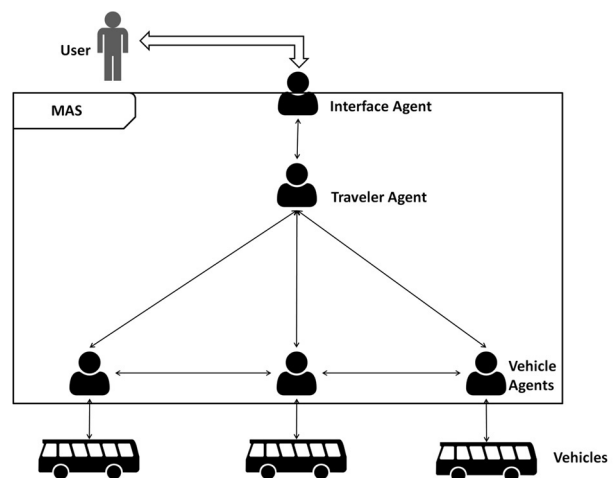 User
MAS
Interface Agent
Traveler Agent
Vehicle
Agents
Vehicles